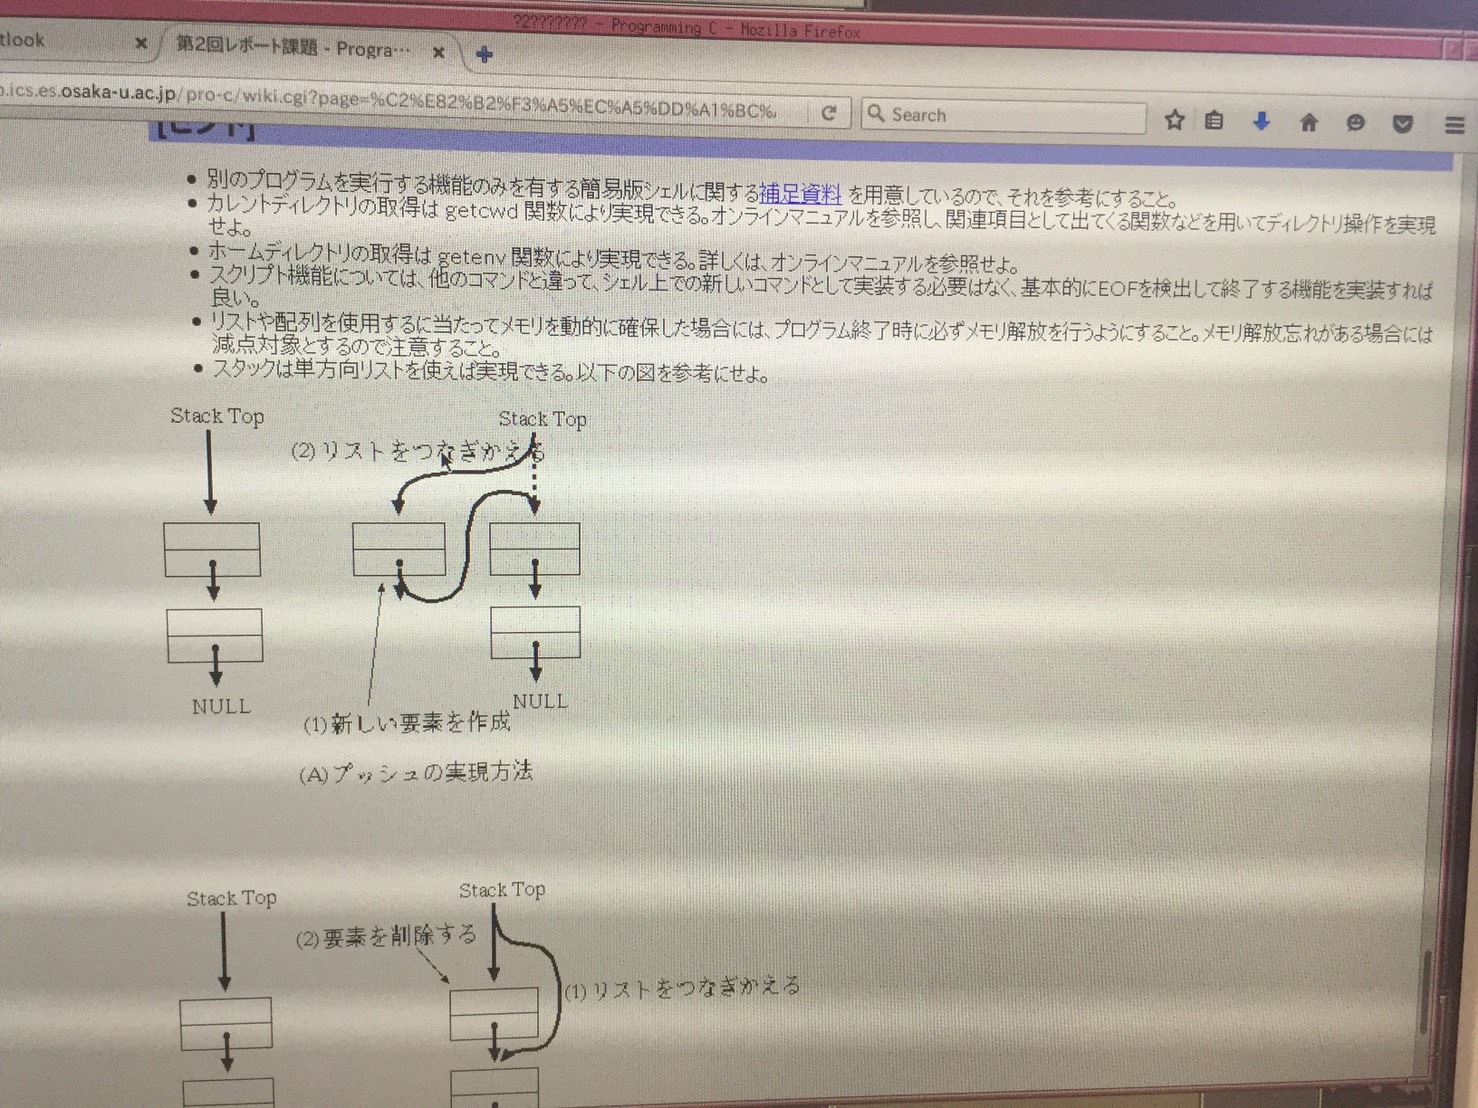 ?2??????? - Programming C - Mozilla Firefox
tlook
第2回レポート課題 - Progra…
.ics.es.osaka-u.ac.jp/pro-c/wiki.cgi?page=%C2%E82%B2%F3%A5%EC%A5%DD%A1%BC%
Search
[ヒント]
別のプログラムを実行する機能のみを有する簡易版シェルに関する補足資料 を用意しているので、それを参考にすること。
カレントディレクトリの取得は getcwd 関数により実現できる。オンラインマニュアルを参照し、関連項目として出てくる関数などを用いてディレクトリ操作を実現
せよ。
ホームディレクトリの取得は getenv 関数により実現できる。詳しくは、オンラインマニュアルを参照せよ。
スクリプト機能については、他のコマンドと違って、シェル上での新しいコマンドとして実装する必要はなく、基本的にEOFを検出して終了する機能を実装すれば
良い。
リストや配列を使用するに当たってメモリを動的に確保した場合には、プログラム終了時に必ずメモリ解放を行うようにすること。メモリ解放忘れがある場合には
減点対象とするので注意すること。
スタックは単方向リストを使えば実現できる。以下の図を参考にせよ。
Stack Top
Stack Top
(2) リストをつなぎかえる
NULL
NULL
(1)新しい要素を作成
(A)プッシュの実現方法
Stack Top
Stack Top
(2)要素を削除する
(1)リストをつなぎかえる